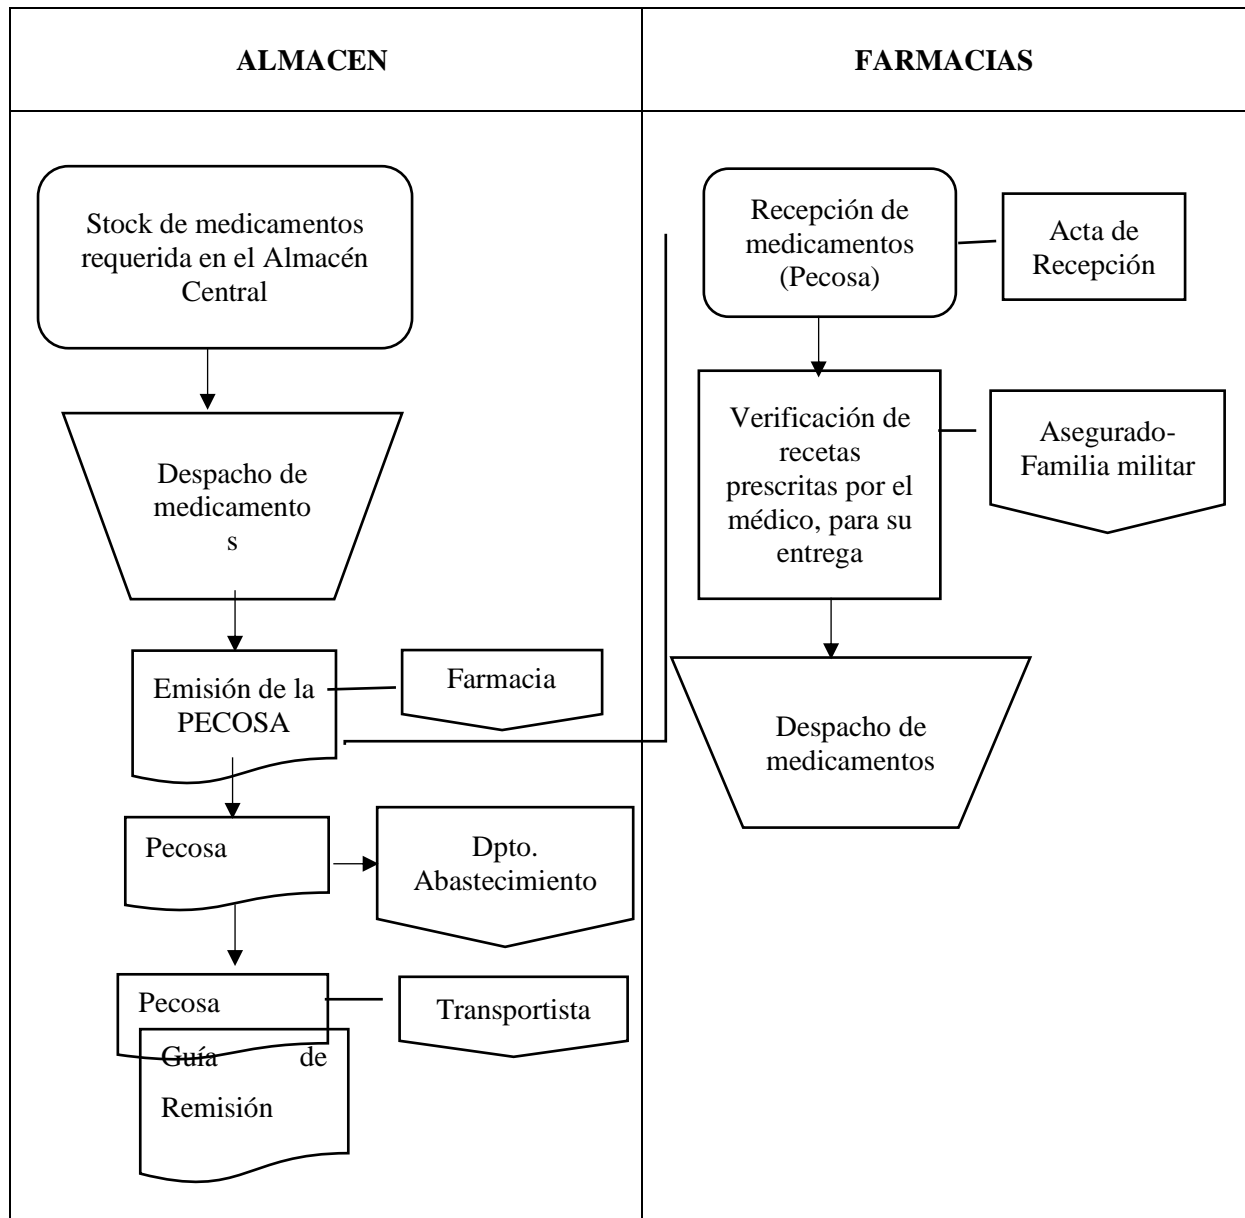 ALMACEN
FARMACIAS
Stock de medicamentos
requerida en el Almacén
Central
Despacho de
medicamento
s
Emisión de la
PECOSA
Farmacia
Pecosa
Dpto.
Abastecimiento
Pecosa
Transportista
Guía de
Remisión
Recepción de
medicamentos
(Pecosa)
Acta de
Recepción
Verificación de
recetas
prescritas por el
médico, para su
entrega
Asegurado-
Familia militar
Despacho de
medicamentos